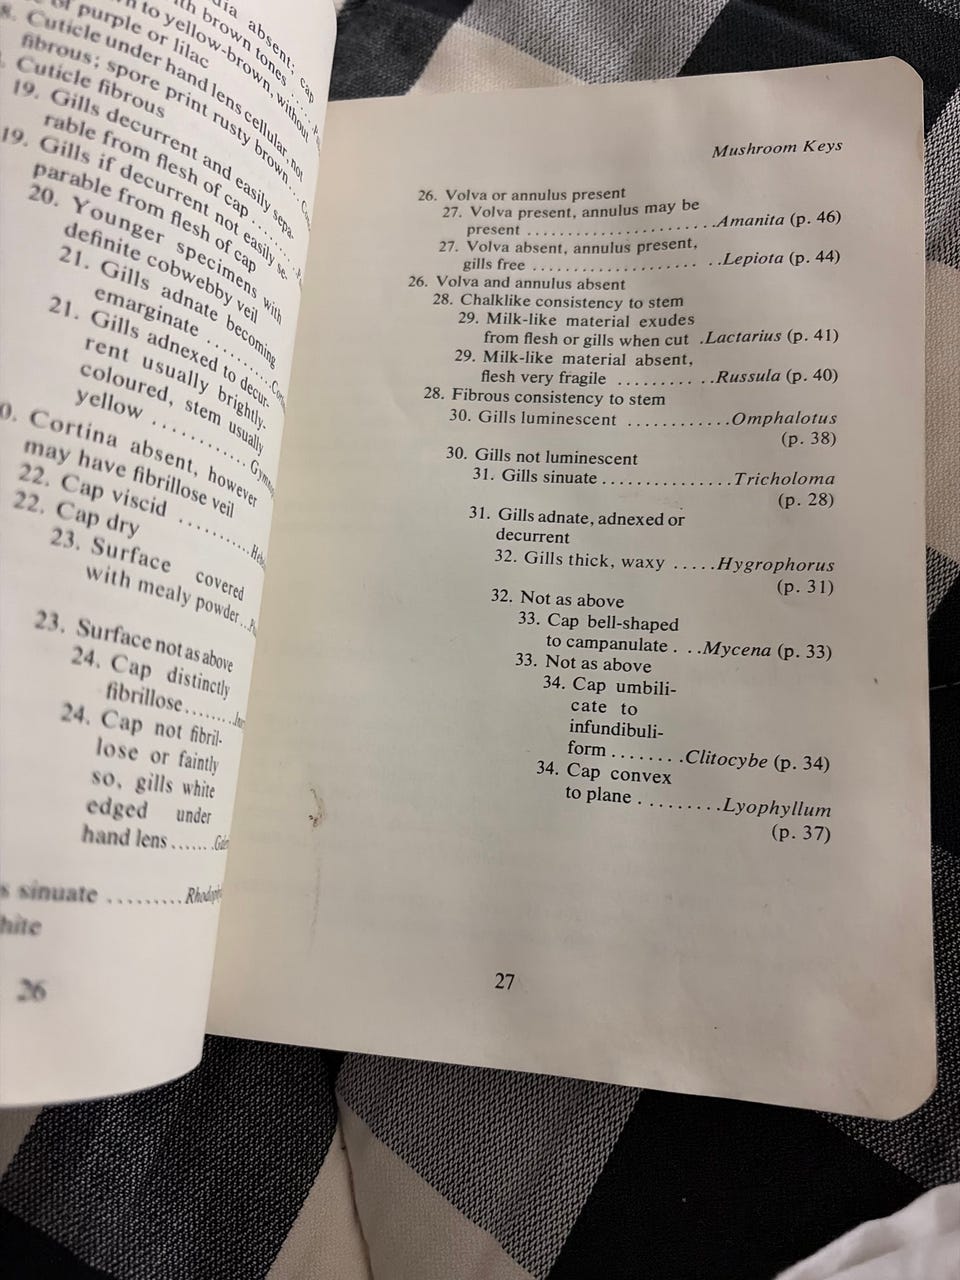 dia absent; cap
with brown tones ......
to yellow-brown, without
of purple or lilac
Cuticle under hand lens cellular, not
fibrous; spore print rusty brown...
Cuticle fibrous
19. Gills decurrent and easily sepa-
rable from flesh of cap ........
19. Gills if decurrent not easily se-
parable from flesh of cap
20. Younger specimens with
definite cobwebby veil
21. Gills adnate becoming
emarginate ...........
21. Gills adnexed to decur-
rent usually brightly-
coloured, stem usually
yellow ............
Cortina absent, however
may have fibrillose veil
22. Cap viscid ...........
22. Cap dry
23. Surface covered
with mealy powder..
23. Surface not as above
24. Cap distinctly
fibrillose........
24. Cap not fibril-
lose or faintly
so, gills white
edged under
hand lens.......
sinuate .........
26
Mushroom Keys
26. Volva or annulus present
27. Volva present, annulus may be
present .......................Amanita (p. 46)
27. Volva absent, annulus present,
gills free .................... ..Lepiota (p. 44)
26. Volva and annulus absent
28. Chalklike consistency to stem
29. Milk-like material exudes
from flesh or gills when cut .Lactarius (p. 41)
29. Milk-like material absent,
flesh very fragile ............Russula (p. 40)
28. Fibrous consistency to stem
30. Gills luminescent ............Omphalotus
(p. 38)
30. Gills not luminescent
31. Gills sinuate...............Tricholoma
(p. 28)
31. Gills adnate, adnexed or
decurrent
32. Gills thick, waxy .....Hygrophorus
(p. 31)
32. Not as above
33. Cap bell-shaped
to campanulate . ..Mycena (p. 33)
33. Not as above
34. Cap umbili-
cate to
infundibuli-
form ........Clitocybe (p. 34)
34. Cap convex
to plane .........Lyophyllum
(p. 37)
27